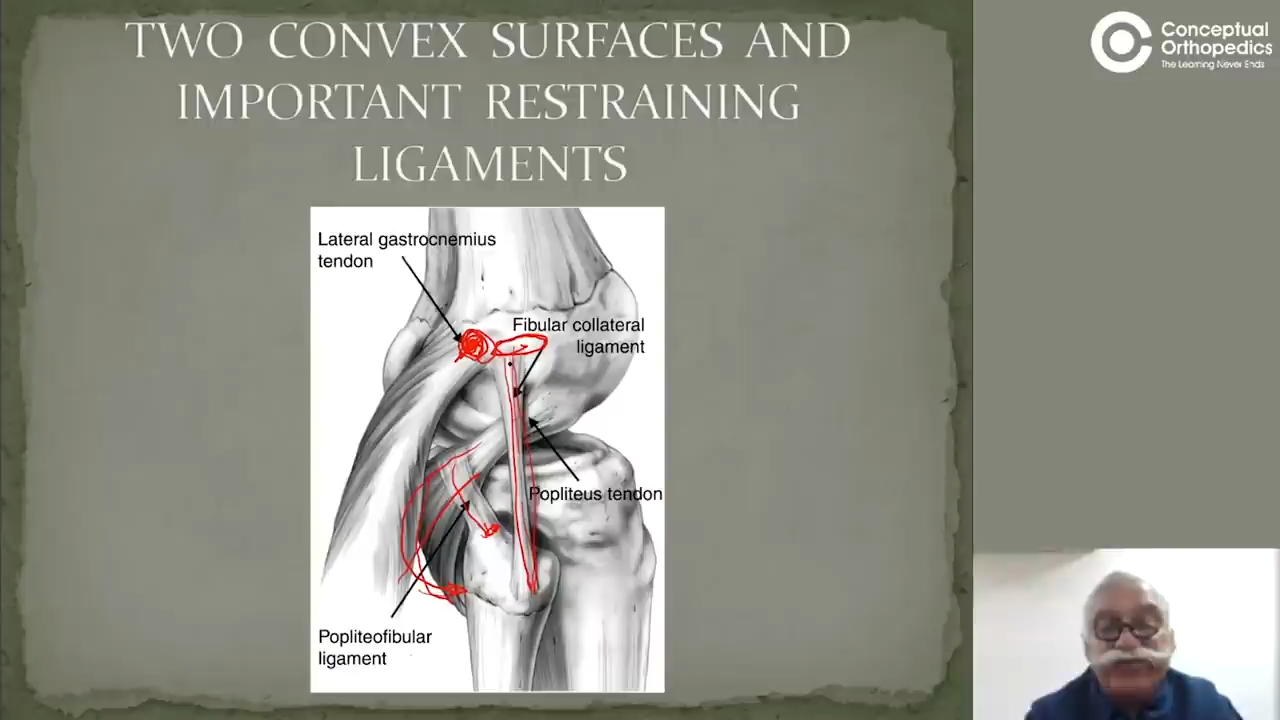 TWO CONVEX SURFACES AND
IMPORTANT RESTRAINING
LIGAMENTS
Conceptual
Orthopedics
The Learning Never Ends
Lateral gastrocnemius
tendon
Fibular collateral
ligament
Popliteus tendon
Popliteofibular
ligament